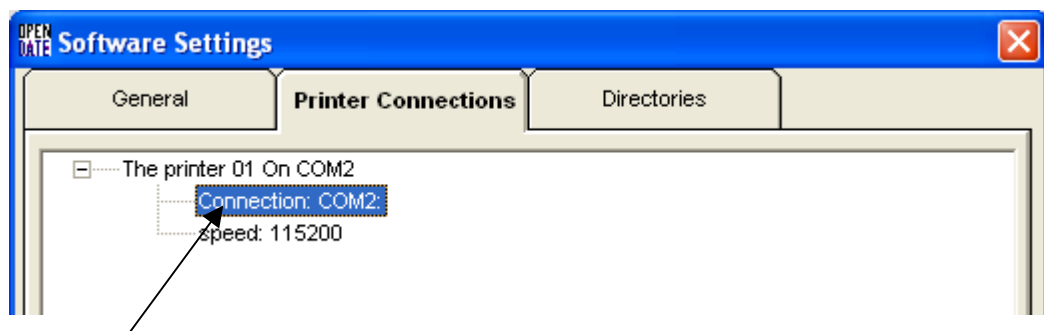 OPEN DATE Software Settings
General Printer Connections Directories
The printer 01 On COM2
Connection: COM2:
speed: 115200